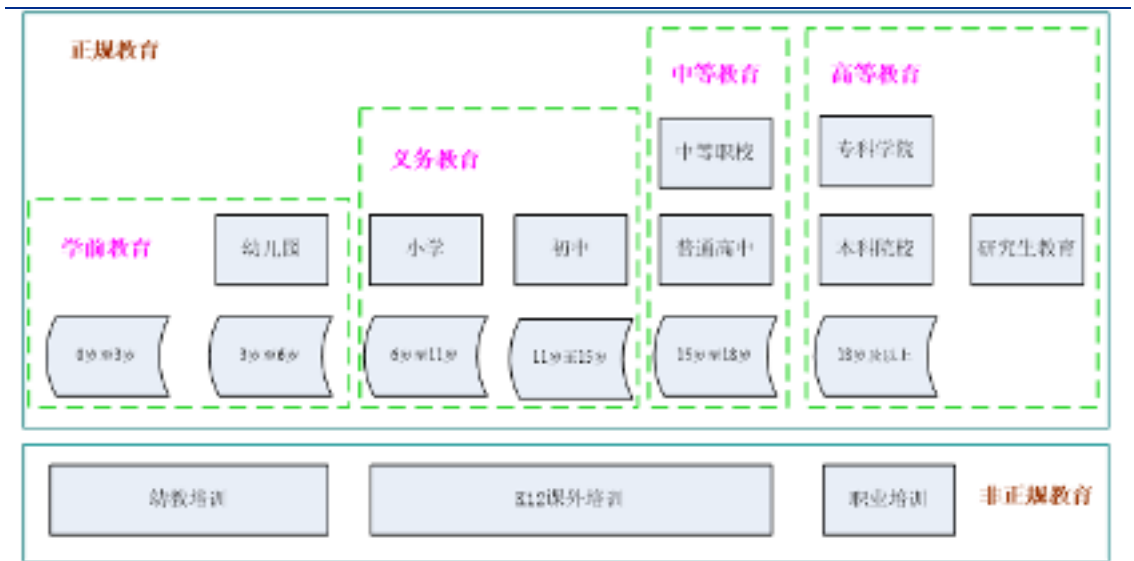 正规教育
中等教育
高等教育
中等职校
专科学院
义务教育
学前教育
幼儿园
小学
初中
普通高中
本科院校
研究生教育
0岁至3岁
3岁至6岁
6岁至11岁
11岁至15岁
15岁至18岁
18岁及以上
幼教培训
K12课外培训
职业培训
非正规教育